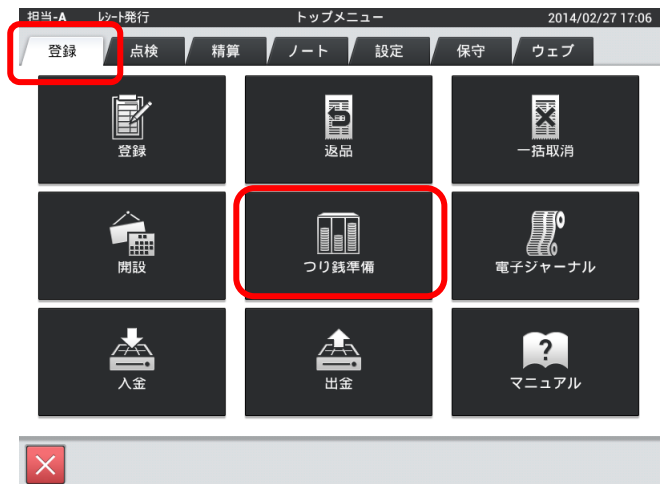 担当-A ﾚｼｰﾄ発行 トップメニュー 2014/02/27 17:06
登録 点検 精算 ノート 設定 保守 ウェブ
登録 返品 一括取消
開設 つり銭準備 電子ジャーナル
?
入金 出金 マニュアル